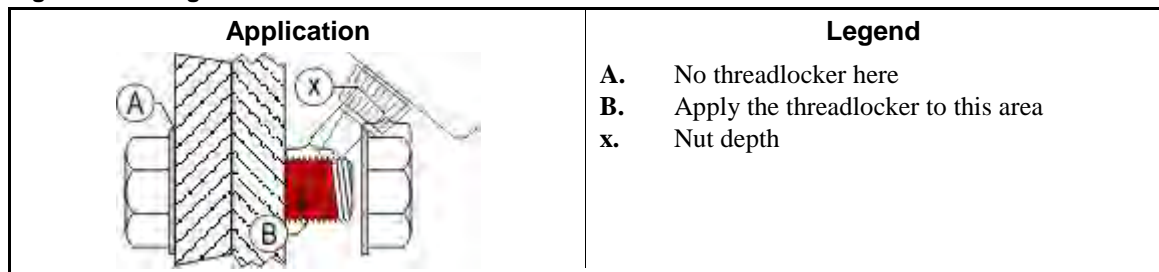 Application
Legend
A
X
B
A. No threadlocker here
B. Apply the threadlocker to this area
x. Nut depth